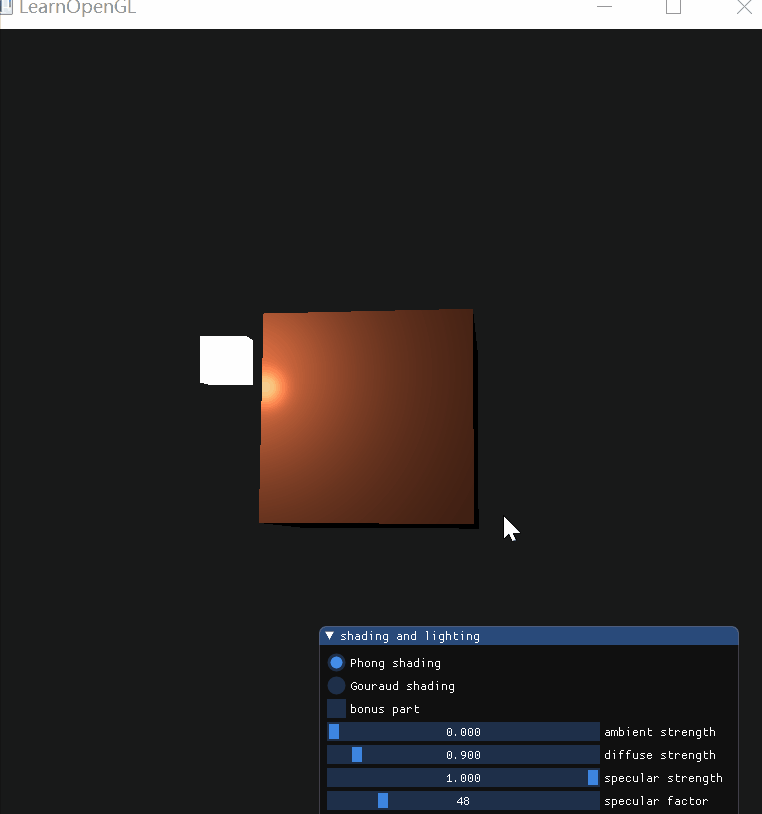 LearnOpenGL
shading and lighting
Phong shading
Gouraud shading
bonus part
0.000 ambient strength
0.900 diffuse strength
1.000 specular strength
48 specular factor